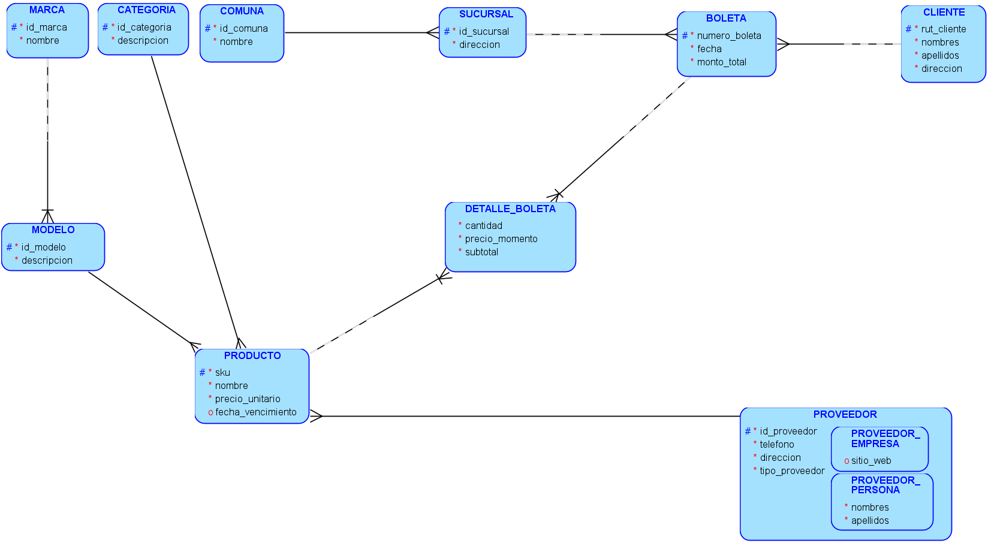 MARCA
# * id_marca
* nombre
CATEGORIA
# * id_categoria
* descripcion
COMUNA
# * id_comuna
* nombre
SUCURSAL
# * id_sucursal
* direccion
BOLETA
# * numero_boleta
* fecha
* monto_total
CLIENTE
# * rut_cliente
* nombres
* apellidos
* direccion
MODELO
# * id_modelo
* descripcion
DETALLE_BOLETA
* cantidad
* precio_momento
* subtotal
PRODUCTO
# * sku
* nombre
* precio_unitario
o fecha_vencimiento
PROVEEDOR
# * id_proveedor
* telefono
* direccion
* tipo_proveedor
PROVEEDOR_
EMPRESA
o sitio_web
PROVEEDOR_
PERSONA
* nombres
* apellidos